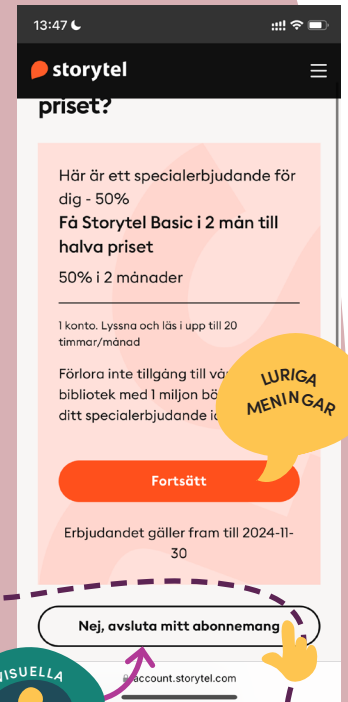 13:47
storytel
priset?
Här är ett specialerbjudande för
dig - 50%
Få Storytel Basic i 2 mån till
halva priset
50% i 2 månader
1 konto. Lyssna och läs i upp till 20
timmar/månad
Förlora inte tillgång till
bibliotek med 1 miljon
ditt specialerbjudande
LURIGA
MENINGAR
Fortsätt
Erbjudandet gäller fram till 2024-11-
30
Nej, avsluta mitt abonnemang
account.storytel.com
VISUELLA